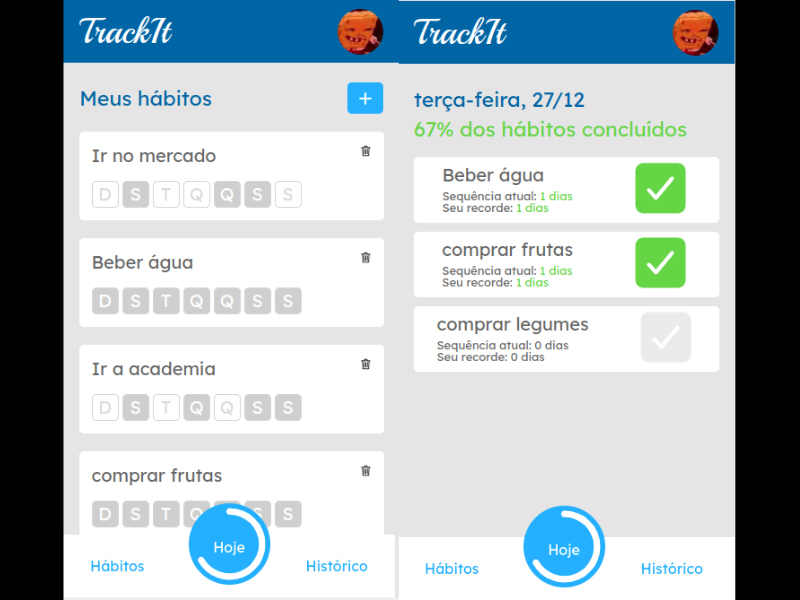 TrackIt
Meus hábitos
+
Ir no mercado
D S T Q Q S S
Beber água
D S T Q Q S S
Ir a academia
D S T Q Q S S
comprar frutas
D S T Q S S
Hoje
Hábitos
Histórico
TrackIt
terça-feira, 27/12
67% dos hábitos concluídos
Beber água
Sequência atual: 1 dias
Seu recorde: 1 dias
comprar frutas
Sequência atual: 1 dias
Seu recorde: 1 dias
comprar legumes
Sequência atual: 0 dias
Seu recorde: 0 dias
Hoje
Hábitos
Histórico